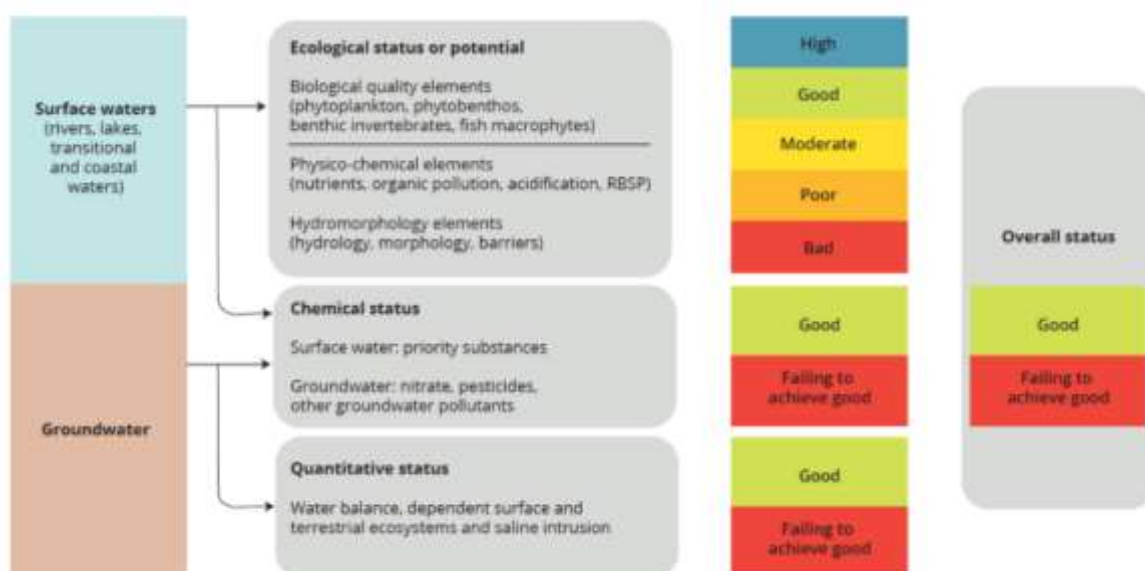 Surface waters
(rivers, lakes,
transitional
and coastal
waters)
Groundwater
Ecological status or potential
Biological quality elements
(phytoplankton, phytobenthos,
benthic invertebrates, fish macrophytes)
Physico-chemical elements
(nutrients, organic pollution, acidification, RBSP)
Hydromorphology elements
(hydrology, morphology, barriers)
Chemical status
Surface water: priority substances
Groundwater: nitrate, pesticides,
other groundwater pollutants
Quantitative status
Water balance, dependent surface and
terrestrial ecosystems and saline intrusion
High
Good
Moderate
Poor
Bad
Good
Failing to
achieve good
Good
Failing to
achieve good
Overall status
Good
Failing to
achieve good